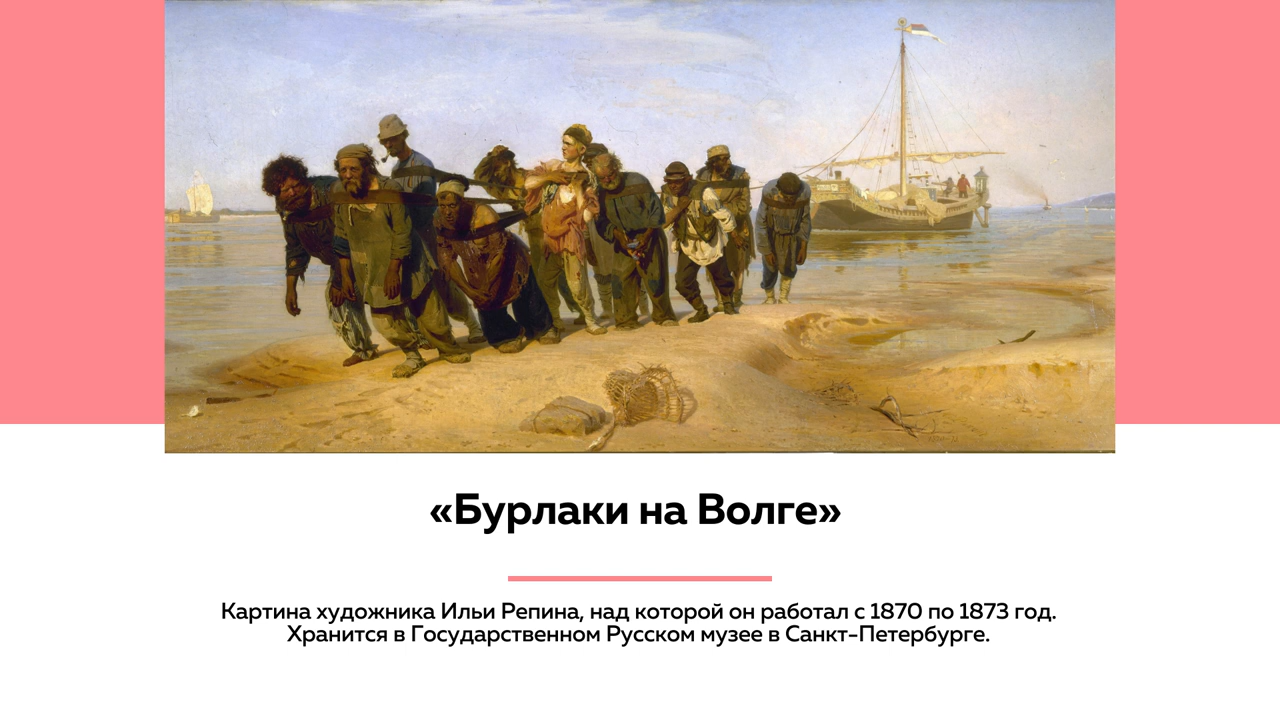 «Бурлаки на Волге»
Картина художника Ильи Репина, над которой он работал с 1870 по 1873 год.
Хранится в Государственном Русском музее в Санкт-Петербурге.